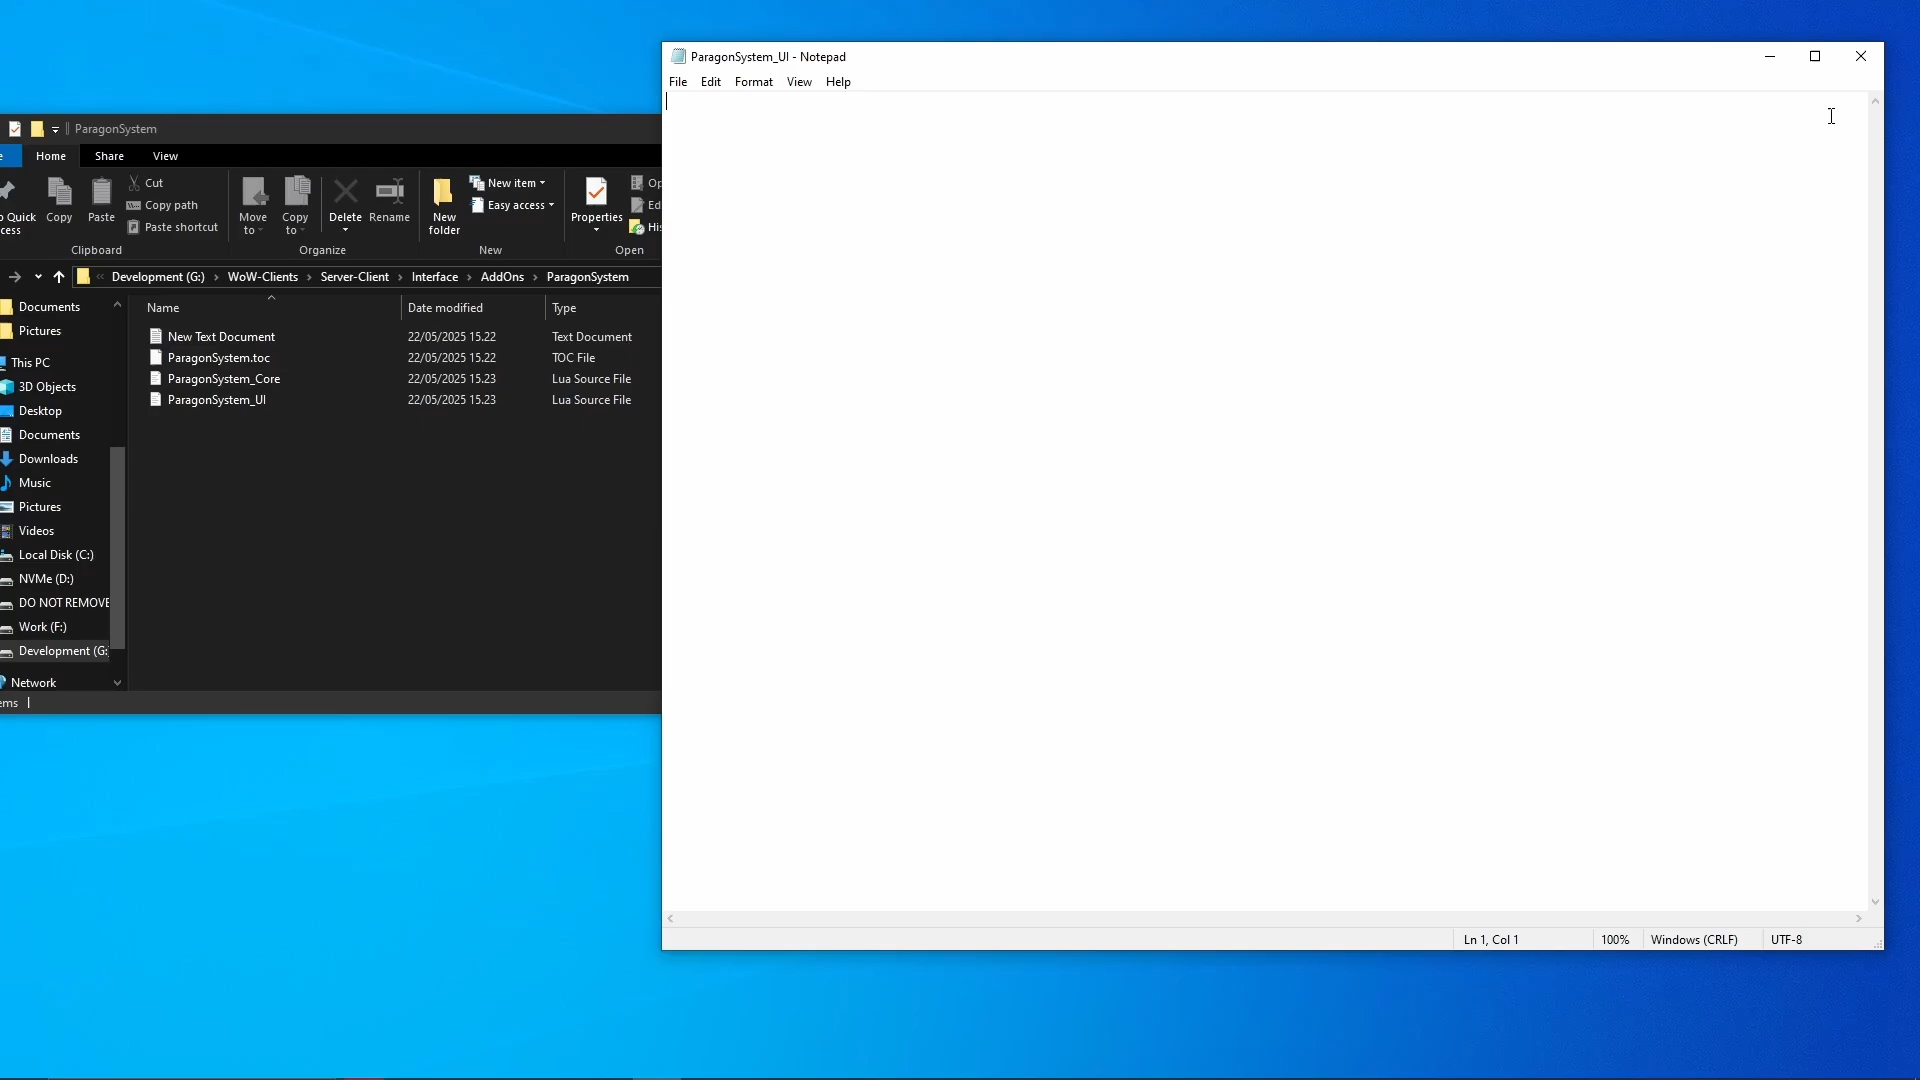 ParagonSystem_UI - Notepad
File Edit Format View Help
ParagonSystem
Home Share View
Cut
Copy path
Paste shortcut
Copy Paste
Move to
Copy to
Delete Rename
New folder
New item
Easy access
Properties
Clipboard Organize New Open
« Development (G:) › WoW-Clients › Server-Client › Interface › AddOns › ParagonSystem
Name Date modified Type
New Text Document 22/05/2025 15.22 Text Document
ParagonSystem.toc 22/05/2025 15.22 TOC File
ParagonSystem_Core 22/05/2025 15.23 Lua Source File
ParagonSystem_UI 22/05/2025 15.23 Lua Source File
Documents
Pictures
This PC
3D Objects
Desktop
Documents
Downloads
Music
Pictures
Videos
Local Disk (C:)
NVMe (D:)
DO NOT REMOVE
Work (F:)
Development (G:
Network
Ln 1, Col 1 100% Windows (CRLF) UTF-8